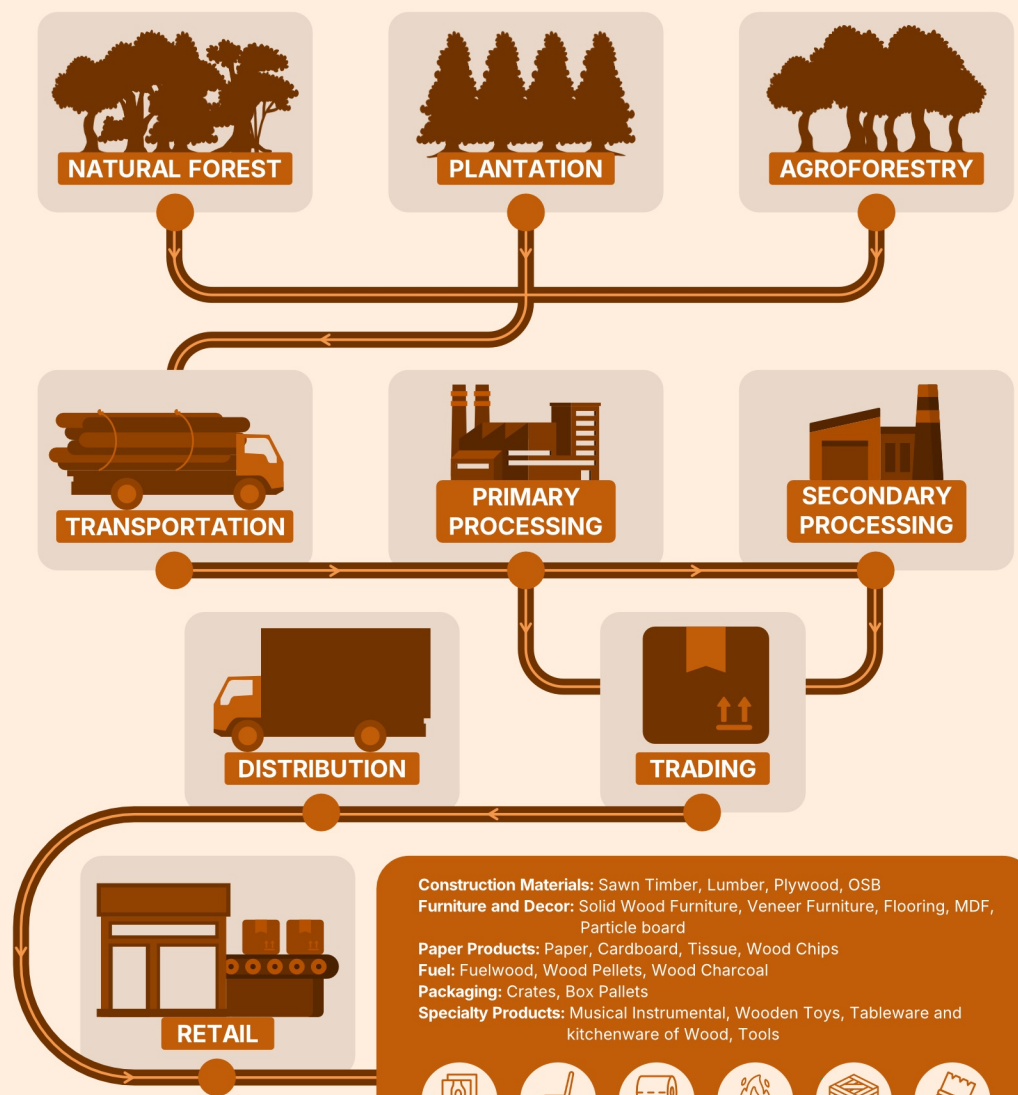 NATURAL FOREST
PLANTATION
AGROFORESTRY
TRANSPORTATION
PRIMARY
PROCESSING
SECONDARY
PROCESSING
DISTRIBUTION
TRADING
RETAIL
Construction Materials: Sawn Timber, Lumber, Plywood, OSB
Furniture and Decor: Solid Wood Furniture, Veneer Furniture, Flooring, MDF,
Particle board
Paper Products: Paper, Cardboard, Tissue, Wood Chips
Fuel: Fuelwood, Wood Pellets, Wood Charcoal
Packaging: Crates, Box Pallets
Specialty Products: Musical Instrumental, Wooden Toys, Tableware and
kitchenware of Wood, Tools